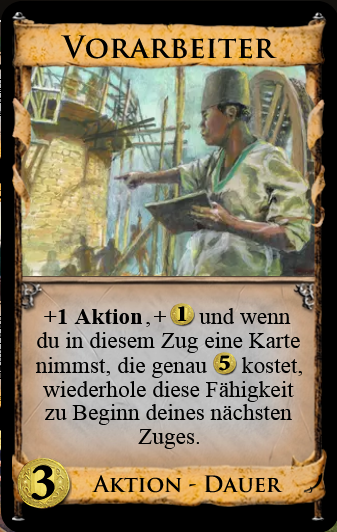 VORARBEITER
+1 Aktion, + 1 und wenn
du in diesem Zug eine Karte
nimmst, die genau 5 kostet,
wiederhole diese Fähigkeit
zu Beginn deines nächsten
Zuges.
3 AKTION - DAUER